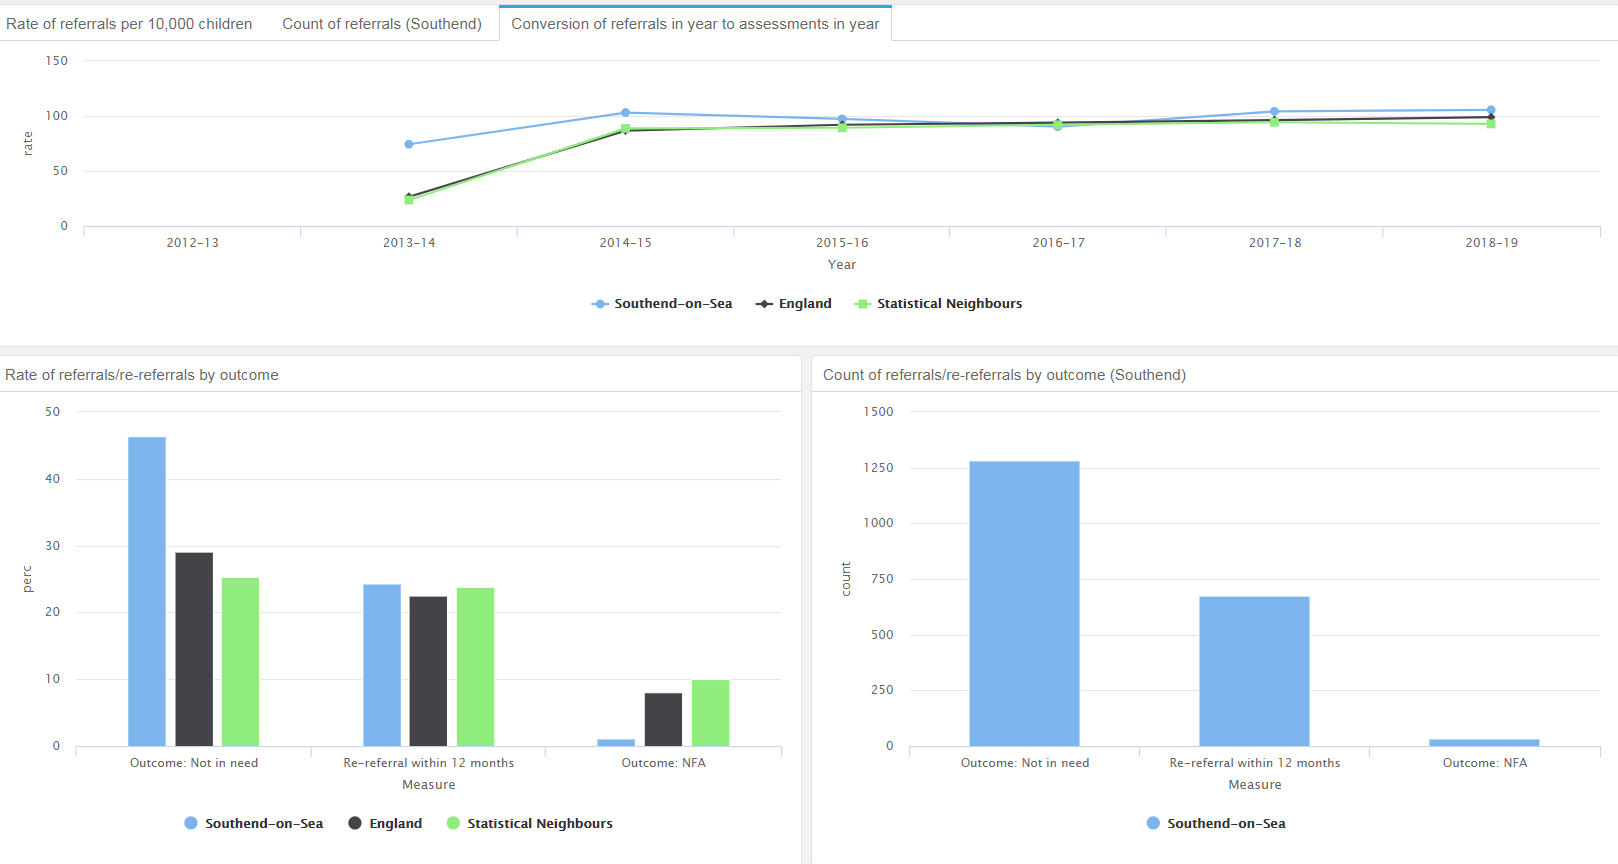 Rate of referrals per 10,000 children
Count of referrals (Southend)
Conversion of referrals in year to assessments in year
150
100
50
0
rate
2012-13
2013-14
2014-15
2015-16
2016-17
2017-18
2018-19
Year
Southend-on-Sea
England
Statistical Neighbours
Rate of referrals/re-referrals by outcome
50
40
30
20
10
0
perc
Outcome: Not in need
Re-referral within 12 months
Outcome: NFA
Measure
Southend-on-Sea
England
Statistical Neighbours
Count of referrals/re-referrals by outcome (Southend)
1500
1250
1000
750
500
250
0
count
Outcome: Not in need
Re-referral within 12 months
Outcome: NFA
Measure
Southend-on-Sea